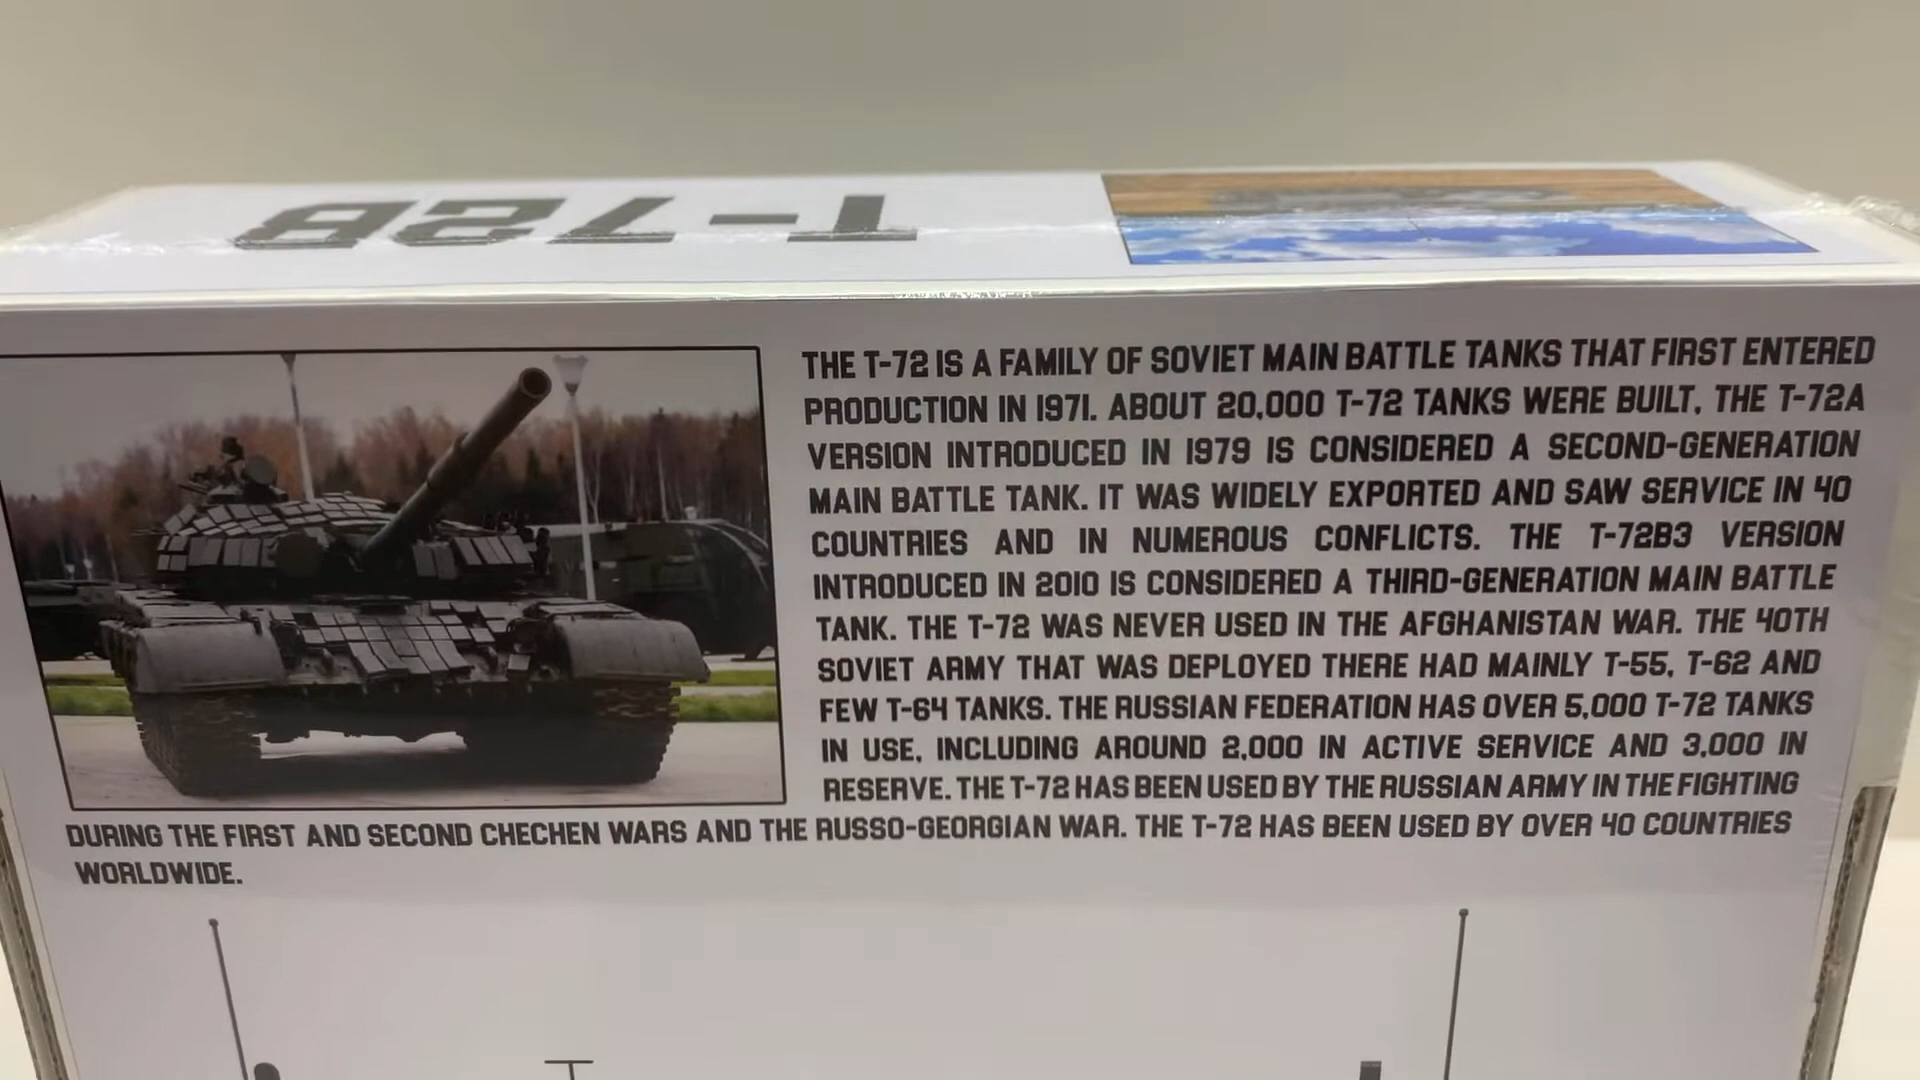 T-72B
THE T-72 IS A FAMILY OF SOVIET MAIN BATTLE TANKS THAT FIRST ENTERED
PRODUCTION IN 1971. ABOUT 20,000 T-72 TANKS WERE BUILT, THE T-72A
VERSION INTRODUCED IN 1979 IS CONSIDERED A SECOND-GENERATION
MAIN BATTLE TANK. IT WAS WIDELY EXPORTED AND SAW SERVICE IN 40
COUNTRIES AND IN NUMEROUS CONFLICTS. THE T-72B3 VERSION
INTRODUCED IN 2010 IS CONSIDERED A THIRD-GENERATION MAIN BATTLE
TANK. THE T-72 WAS NEVER USED IN THE AFGHANISTAN WAR. THE 40TH
SOVIET ARMY THAT WAS DEPLOYED THERE HAD MAINLY T-55, T-62 AND
FEW T-64 TANKS. THE RUSSIAN FEDERATION HAS OVER 5,000 T-72 TANKS
IN USE, INCLUDING AROUND 2,000 IN ACTIVE SERVICE AND 3,000 IN
RESERVE. THE T-72 HAS BEEN USED BY THE RUSSIAN ARMY IN THE FIGHTING
DURING THE FIRST AND SECOND CHECHEN WARS AND THE RUSSO-GEORGIAN WAR. THE T-72 HAS BEEN USED BY OVER 40 COUNTRIES
WORLDWIDE.